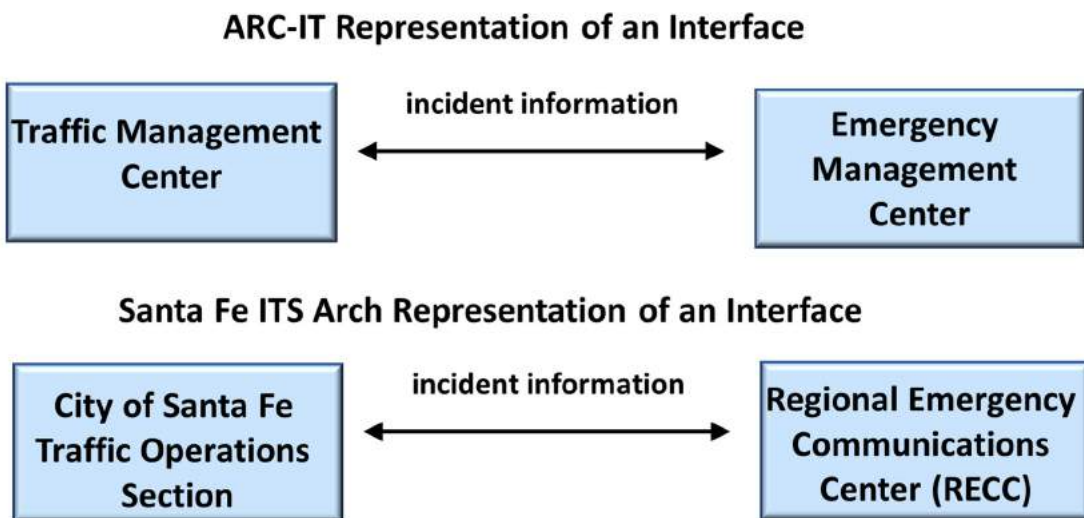 ARC-IT Representation of an Interface
incident information
Traffic Management
Center
Emergency
Management
Center
Santa Fe ITS Arch Representation of an Interface
incident information
City of Santa Fe
Traffic Operations
Section
Regional Emergency
Communications
Center (RECC)